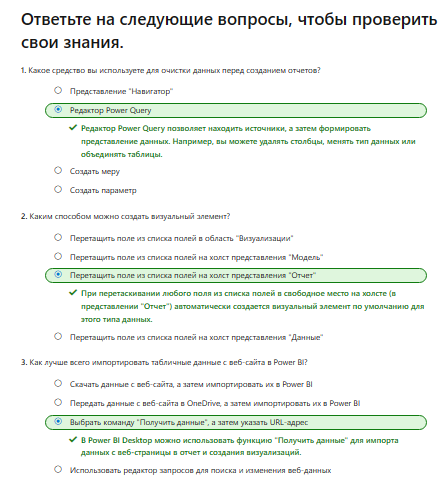 Ответьте на следующие вопросы, чтобы проверить
свои знания.
1. Какое средство вы используете для очистки данных перед созданием отчетов?
Представление "Навигатор"
Редактор Power Query
Редактор Power Query позволяет находить источники, а затем формировать
представление данных. Например, вы можете удалять столбцы, менять тип данных или
объединять таблицы.
Создать меру
Создать параметр
2. Каким способом можно создать визуальный элемент?
Перетащить поле из списка полей в область "Визуализации"
Перетащить поле из списка полей на холст представления "Модель"
Перетащить поле из списка полей на холст представления "Отчет"
При перетаскивании любого поля из списка полей в свободное место на холсте (в
представлении "Отчет") автоматически создается визуальный элемент по умолчанию для
этого типа данных.
Перетащить поле из списка полей на холст представления "Данные"
3. Как лучше всего импортировать табличные данные с веб-сайта в Power BI?
Скачать данные с веб-сайта, а затем импортировать их в Power BI
Передать данные с веб-сайта в OneDrive, а затем импортировать их в Power BI
Выбрать команду "Получить данные", а затем указать URL-адрес
В Power BI Desktop можно использовать функцию "Получить данные" для импорта
данных с веб-страницы в отчет и создания визуализаций.
Использовать редактор запросов для поиска и изменения веб-данных